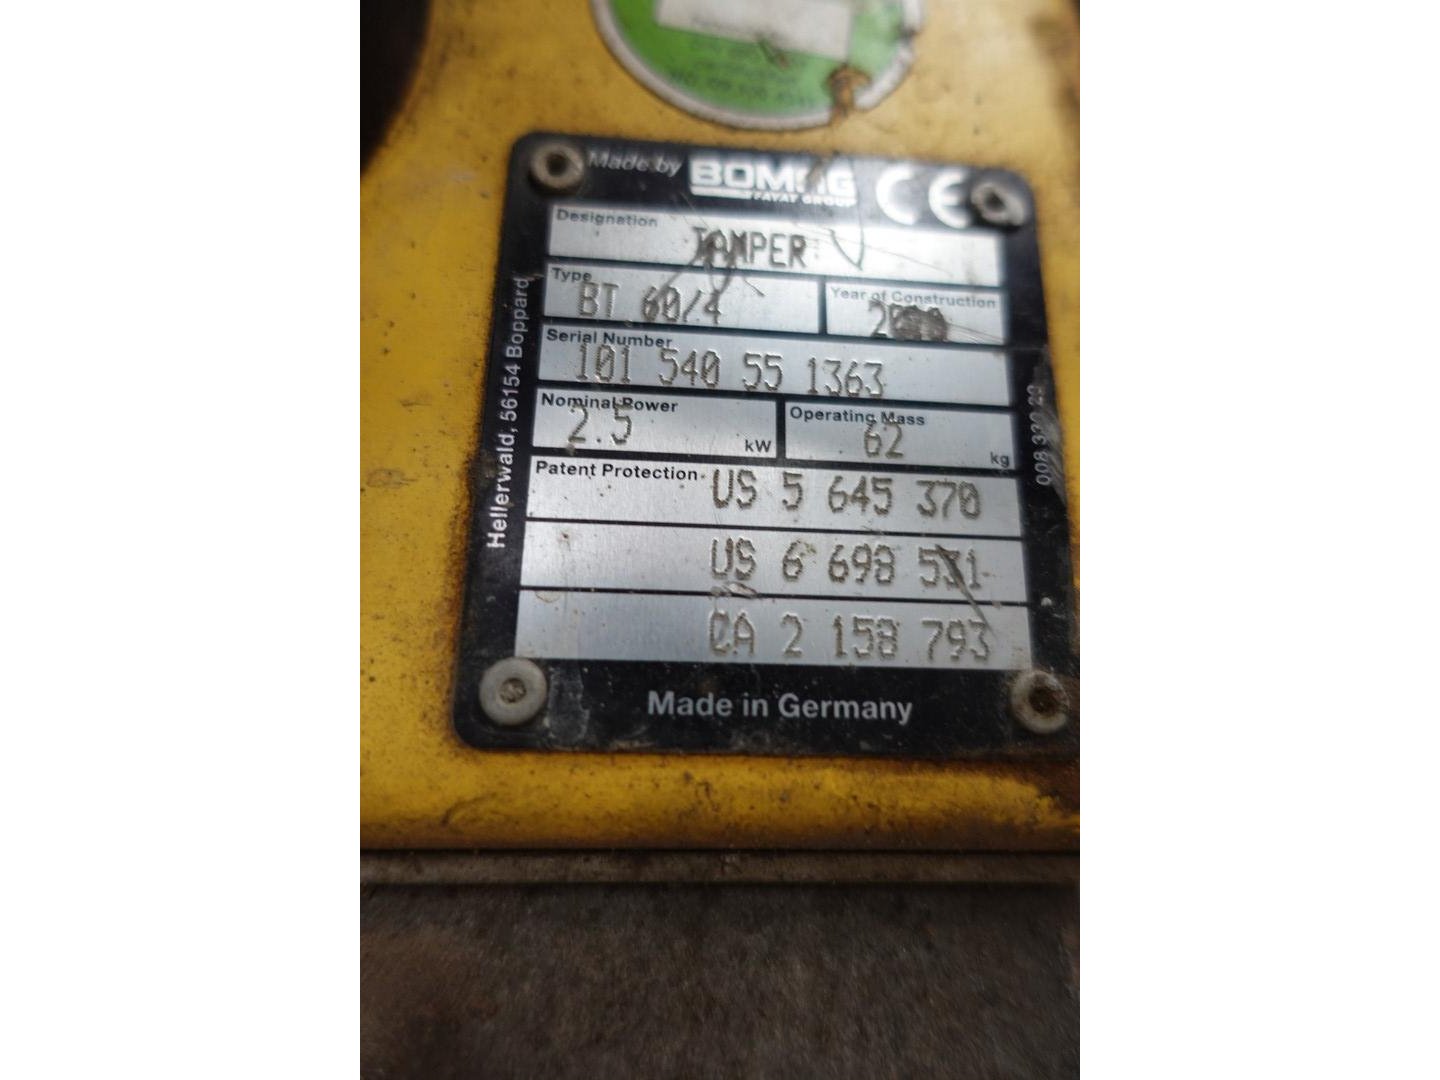 Made by BOMAG
FAYAT GROUP
CE
Designation
TAMPER
Type
BT 60/4
Year of Construction
Serial Number
101 540 55 1363
Nominal Power
2.5 kW
Operating Mass
62 kg
Patent Protection
US 5 645 370
US 6 698 531
CA 2 158 793
Made in Germany
Hellerwald, 56154 Boppard